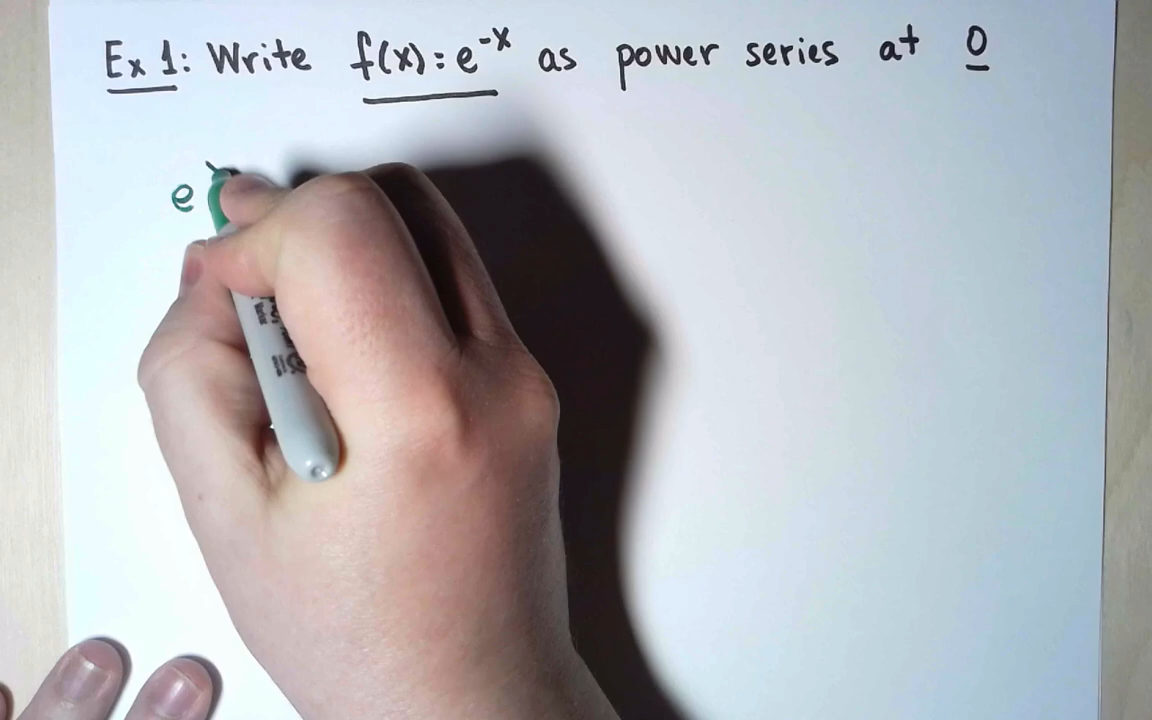 Ex 1: Write f(x)=e^-x as power series at 0
e